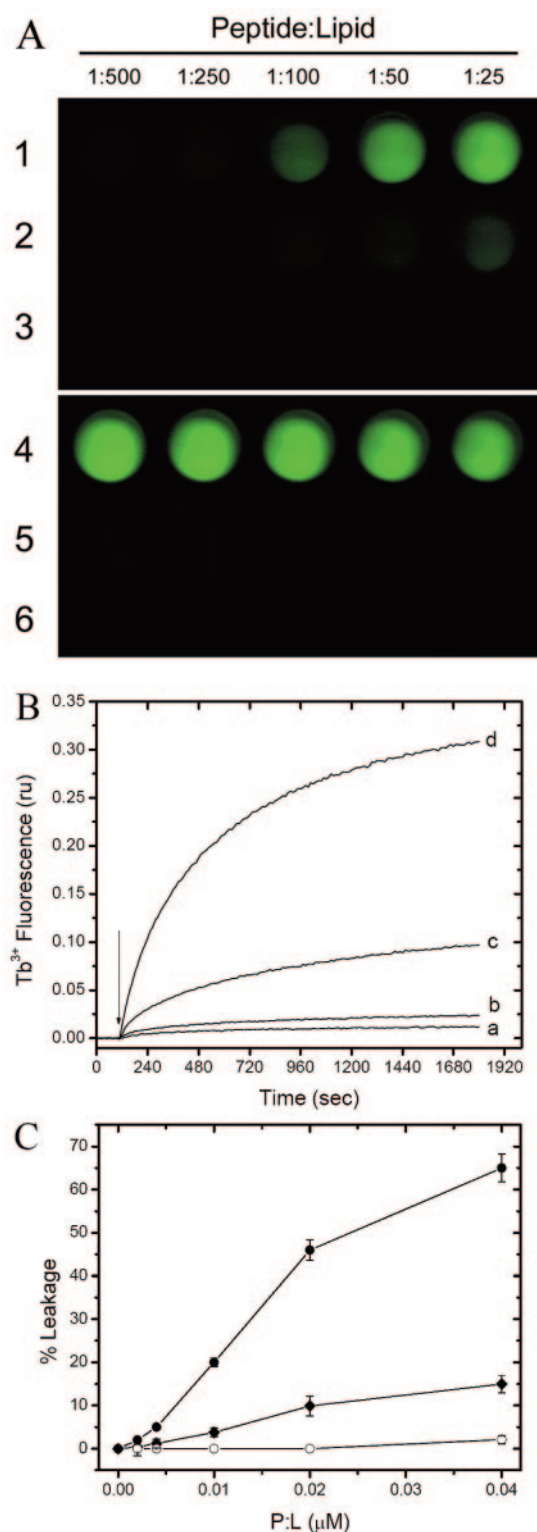 A
Peptide:Lipid
1:500 1:250 1:100 1:50 1:25
1
2
3
4
5
6
B
0.35
0.30
0.25
0.20
0.15
0.10
0.05
0.00
Tb³⁺ Fluorescence (ru)
d
c
b
a
0 240 480 720 960 1200 1440 1680 1920
Time (sec)
C
70
60
50
40
30
20
10
0
% Leakage
0.00 0.01 0.02 0.03 0.04
P:L (μM)